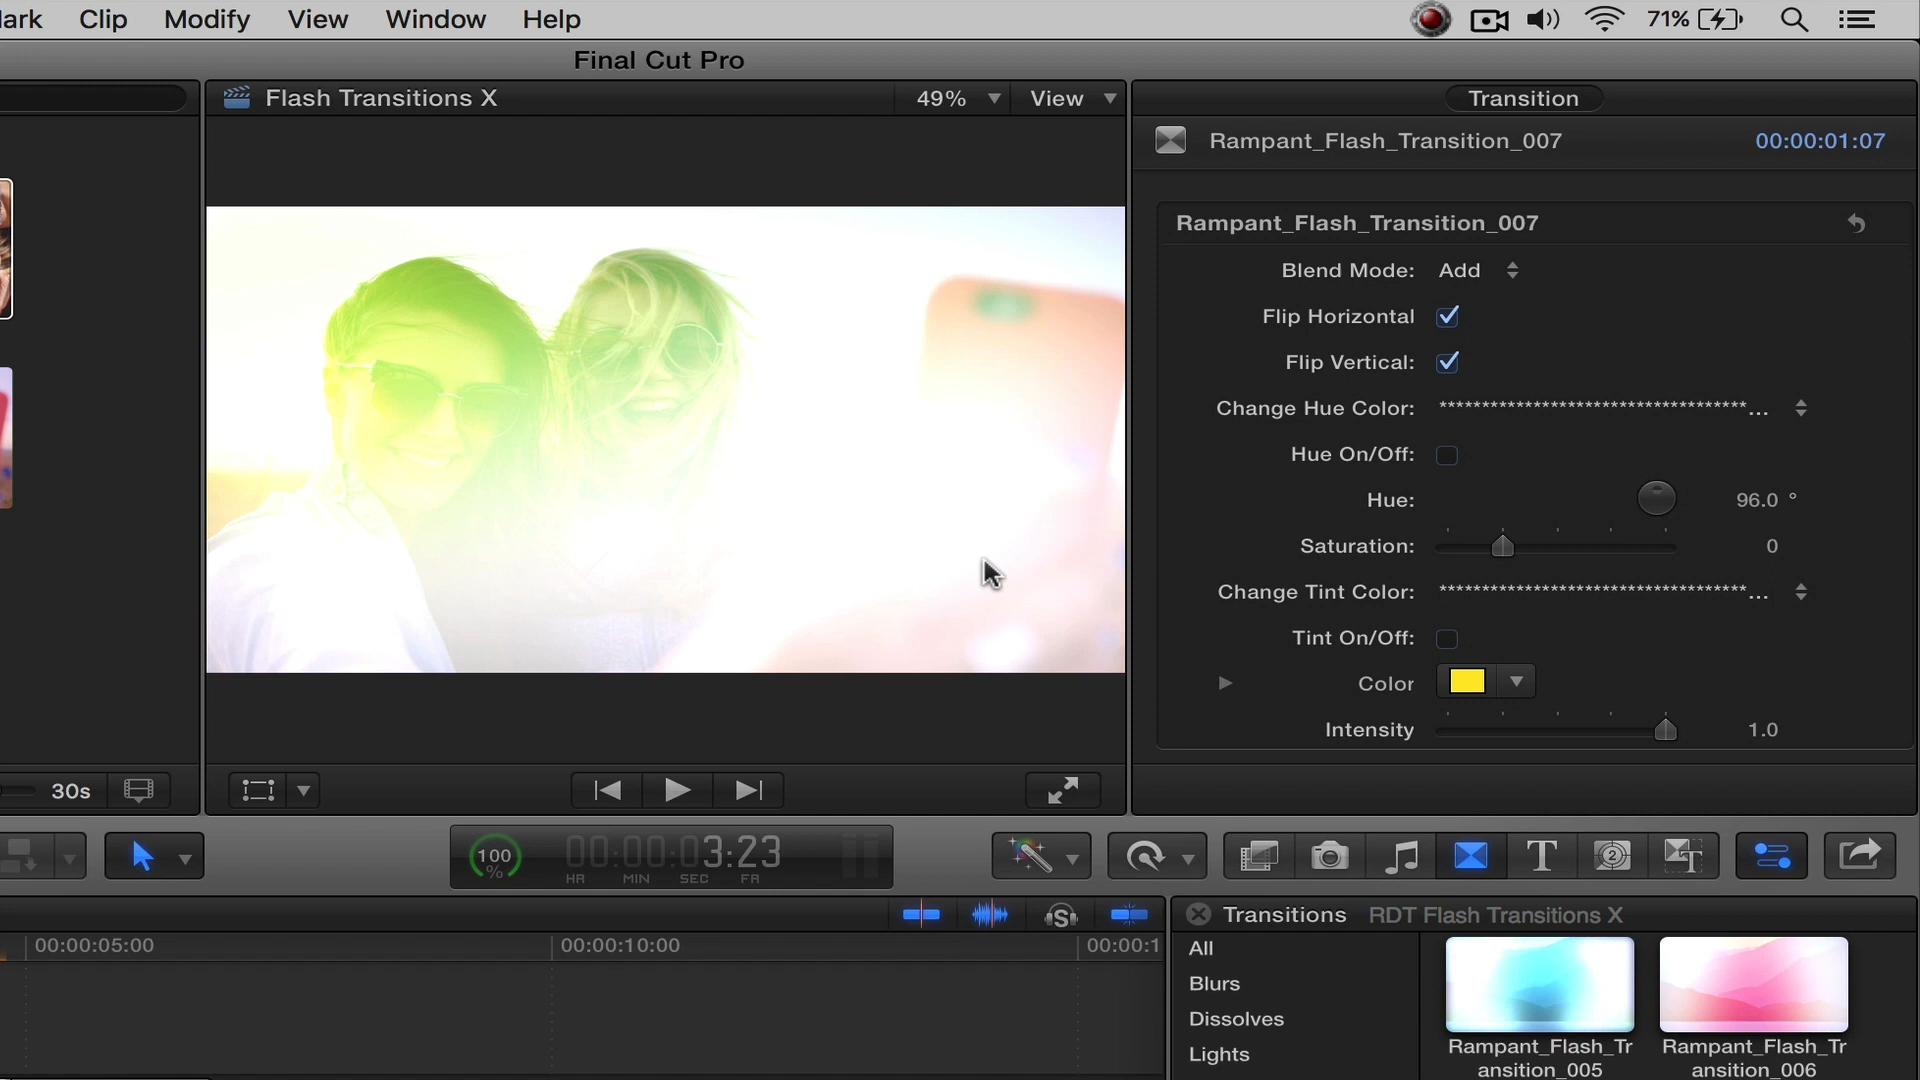 lark Clip Modify View Window Help 71%
Final Cut Pro
Flash Transitions X 49% View
Transition
Rampant_Flash_Transition_007 00:00:01:07
Rampant_Flash_Transition_007
Blend Mode: Add
Flip Horizontal
Flip Vertical:
Change Hue Color: ************************************...
Hue On/Off:
Hue: 96.0 °
Saturation: 0
Change Tint Color: ************************************...
Tint On/Off:
Color
Intensity 1.0
30s
100 % 00:00:03:23
HR MIN SEC FR
T 2 T
S
Transitions RDT Flash Transitions X
00:00:05:00 00:00:10:00 00:00:1
All
Blurs
Dissolves
Lights
Rampant_Flash_Tr
ansition_005
Rampant_Flash_Tr
ansition_006